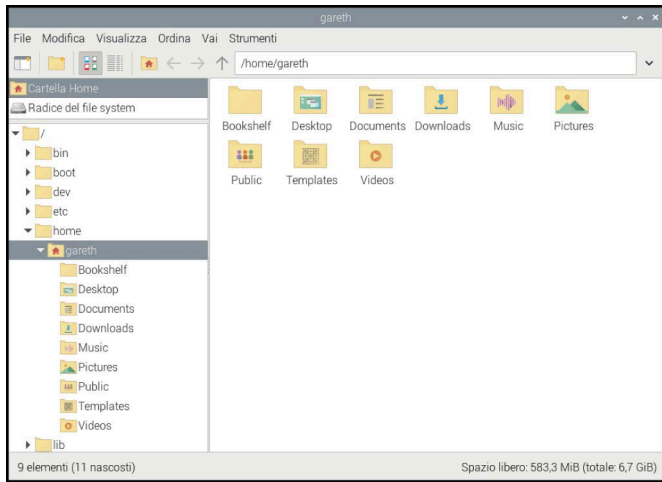 gareth
File Modifica Visualizza Ordina Vai Strumenti
/home/gareth
Cartella Home
Radice del file system
/
bin
boot
dev
etc
home
gareth
Bookshelf
Desktop
Documents
Downloads
Music
Pictures
Public
Templates
Videos
lib
Bookshelf Desktop Documents Downloads Music Pictures
Public Templates Videos
9 elementi (11 nascosti)
Spazio libero: 583,3 MiB (totale: 6,7 GiB)